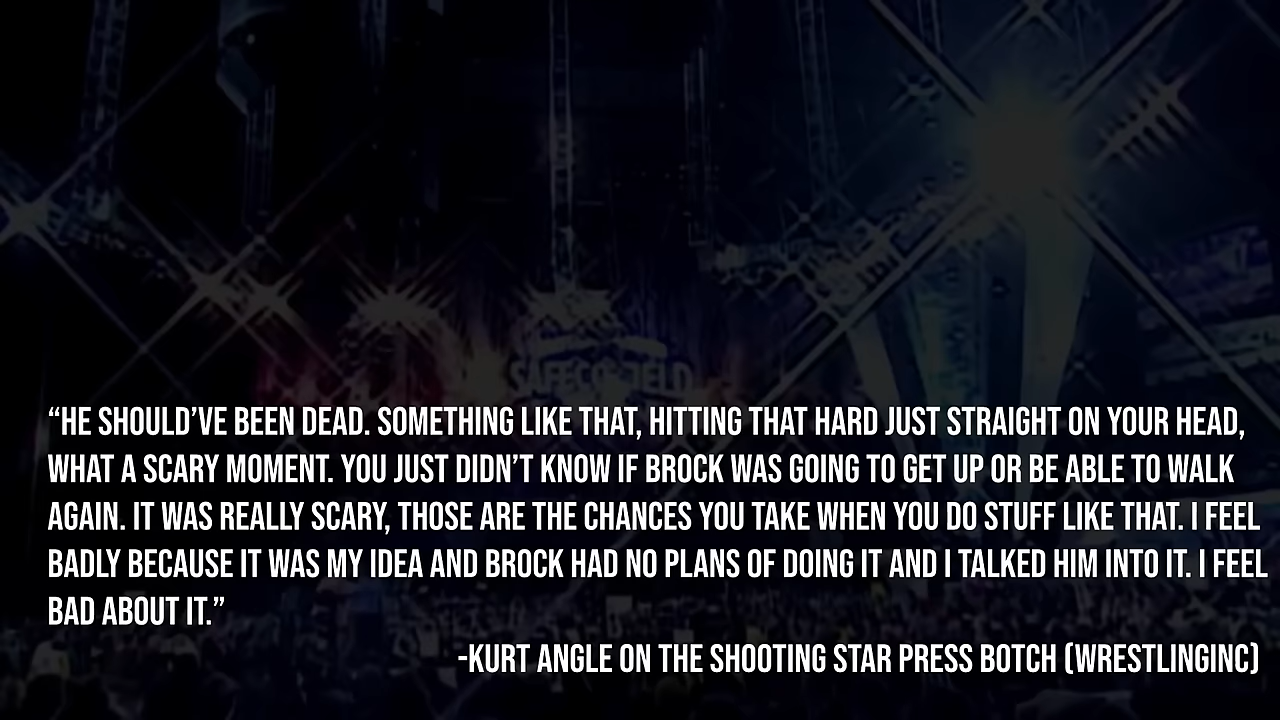 SAFECO FIELD
“HE SHOULD’VE BEEN DEAD. SOMETHING LIKE THAT, HITTING THAT HARD JUST STRAIGHT ON YOUR HEAD,
WHAT A SCARY MOMENT. YOU JUST DIDN’T KNOW IF BROCK WAS GOING TO GET UP OR BE ABLE TO WALK
AGAIN. IT WAS REALLY SCARY, THOSE ARE THE CHANCES YOU TAKE WHEN YOU DO STUFF LIKE THAT. I FEEL
BADLY BECAUSE IT WAS MY IDEA AND BROCK HAD NO PLANS OF DOING IT AND I TALKED HIM INTO IT. I FEEL
BAD ABOUT IT.”
-KURT ANGLE ON THE SHOOTING STAR PRESS BOTCH (WRESTLINGINC)